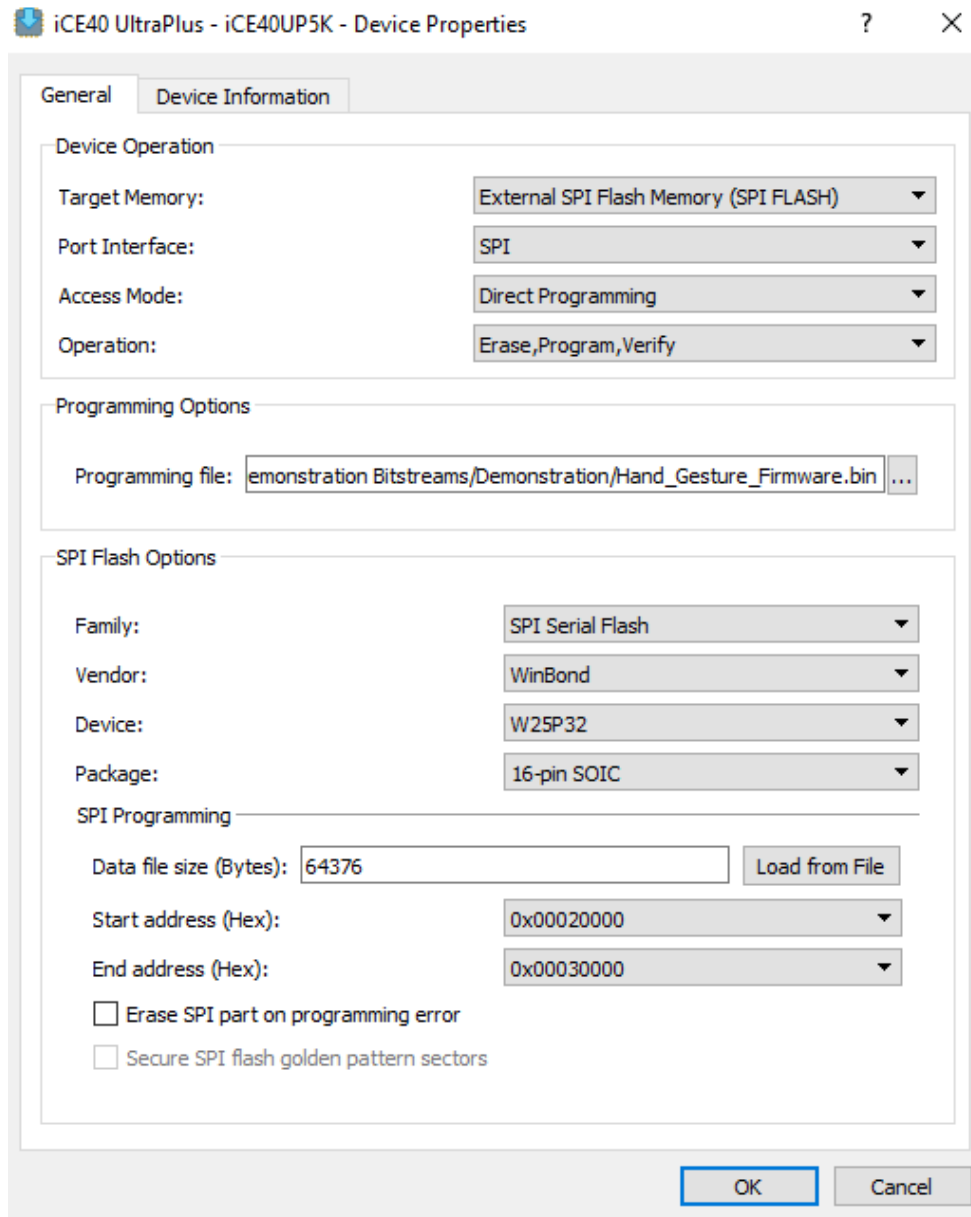 iCE40 UltraPlus - iCE40UP5K - Device Properties ?
General Device Information
Device Operation
Target Memory: External SPI Flash Memory (SPI FLASH)
Port Interface: SPI
Access Mode: Direct Programming
Operation: Erase,Program,Verify
Programming Options
Programming file: emonstration Bitstreams/Demonstration/Hand_Gesture_Firmware.bin ...
SPI Flash Options
Family: SPI Serial Flash
Vendor: WinBond
Device: W25P32
Package: 16-pin SOIC
SPI Programming
Data file size (Bytes): 64376 Load from File
Start address (Hex): 0x00020000
End address (Hex): 0x00030000
Erase SPI part on programming error
Secure SPI flash golden pattern sectors
OK Cancel